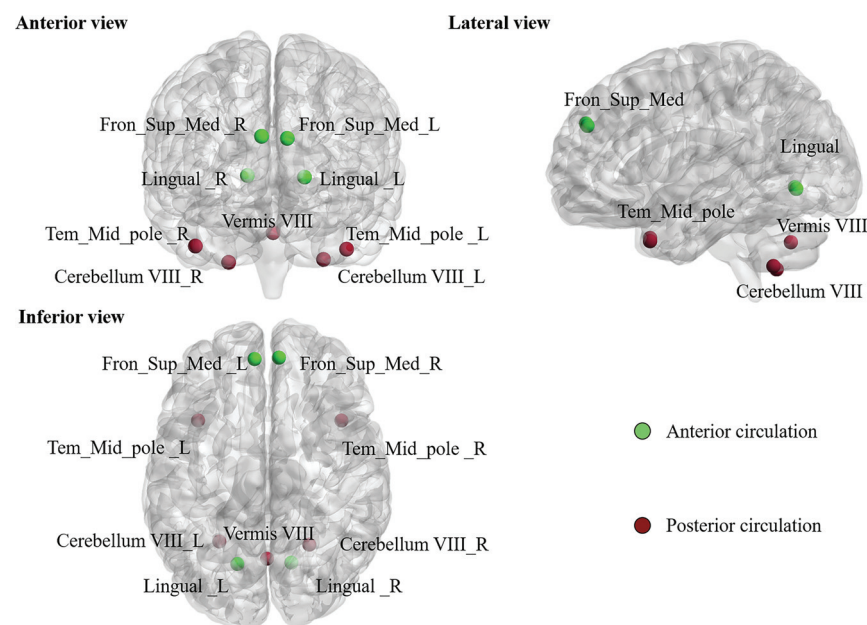 Anterior view
Fron_Sup_Med _R
Fron_Sup_Med_L
Lingual _R
Lingual _L
Vermis VIII
Tem_Mid_pole _R
Tem_Mid_pole _L
Cerebellum VIII_R
Cerebellum VIII_L
Lateral view
Fron_Sup_Med
Lingual
Tem_Mid_pole
Vermis VIII
Cerebellum VIII
Inferior view
Fron_Sup_Med _L
Fron_Sup_Med_R
Tem_Mid_pole _L
Tem_Mid_pole _R
Cerebellum VIII_L
Vermis VIII
Cerebellum VIII_R
Lingual _L
Lingual _R
Anterior circulation
Posterior circulation